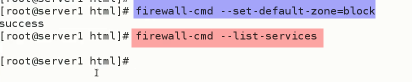 [root@server1 html]# firewall-cmd --set-default-zone=block
success
[root@server1 html]# firewall-cmd --list-services
[root@server1 html]#